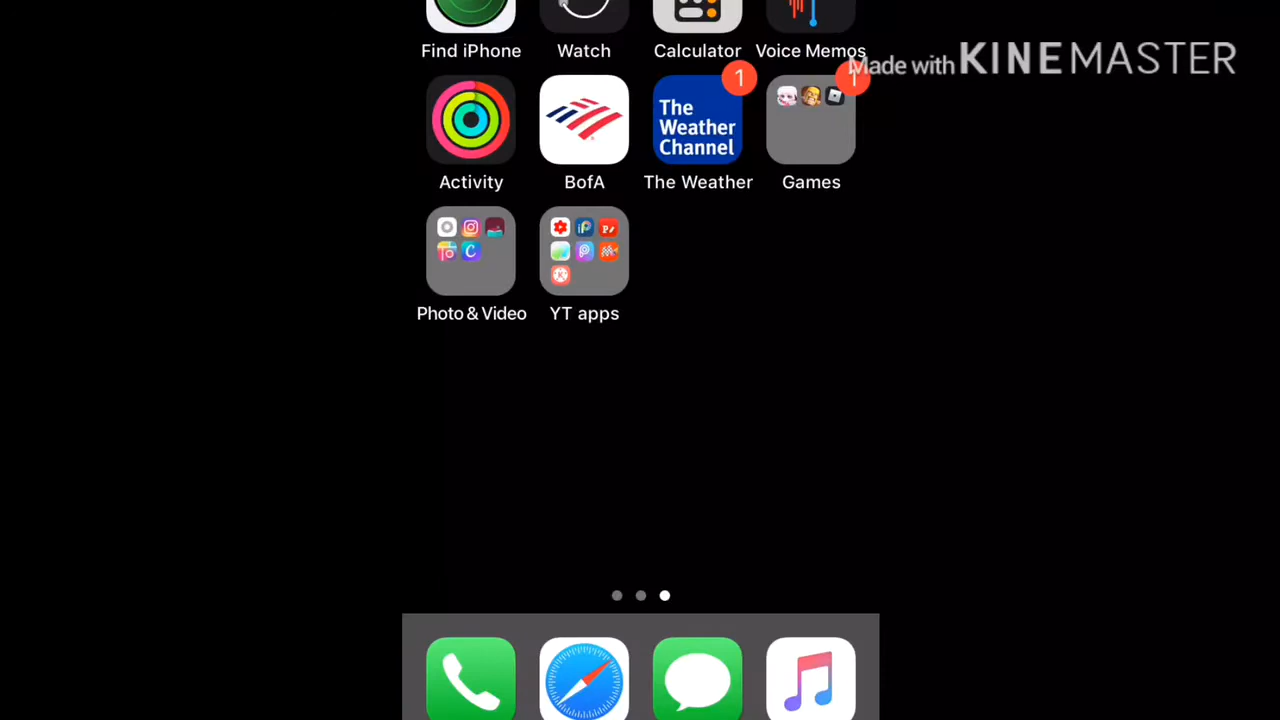 Find iPhone
Watch
Calculator
Voice Memos
Made with KINEMASTER
1
1
The
Weather
Channel
Activity
BofA
The Weather
Games
Photo & Video
YT apps